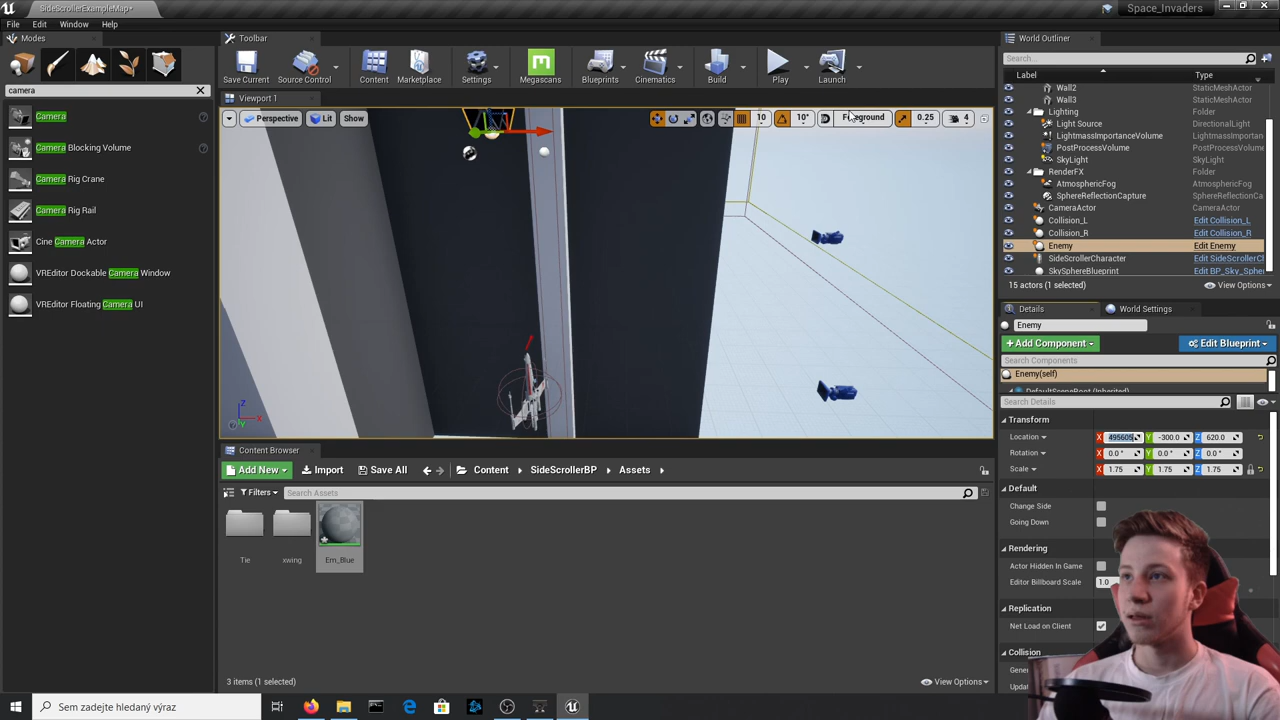 SideScrollerExampleMap*
Space_Invaders
File Edit Window Help
Modes
Toolbar
World Outliner
camera
Save Current
Source Control
Content
Marketplace
Settings
Megascans
Blueprints
Cinematics
Build
Play
Launch
Search...
Label Type
Viewport 1
Perspective Lit Show
10 10° Foreground 0.25 4
Camera
Camera Blocking Volume
Camera Rig Crane
Camera Rig Rail
Cine Camera Actor
VREditor Dockable Camera Window
VREditor Floating Camera UI
Wall2 StaticMeshActor
Wall3 StaticMeshActor
Lighting Folder
Light Source DirectionalLight
LightmassImportanceVolume LightmassImportan
PostProcessVolume PostProcessVolume
SkyLight SkyLight
RenderFX Folder
AtmosphericFog AtmosphericFog
SphereReflectionCapture SphereReflectionCa
CameraActor CameraActor
Collision_L Edit Collision_L
Collision_R Edit Collision_R
Enemy Edit Enemy
SideScrollerCharacter Edit SideScrollerCh
SkySphereBlueprint Edit BP_Sky_Sphe
15 actors (1 selected)
View Options
Details
World Settings
Enemy
+Add Component
Edit Blueprint
Search Components
Enemy(self)
DefaultSceneRoot (Inherited)
Search Details
Transform
Location X 495605 Y -300.0 Z 620.0
Rotation X 0.0 ° Y 0.0 ° Z 0.0 °
Scale X 1.75 Y 1.75 Z 1.75
Default
Change Side
Going Down
Rendering
Actor Hidden In Game
Editor Billboard Scale 1.0
Replication
Net Load on Client
Collision
Gener
Updat
Z
X
Y
Content Browser
Add New
Import
Save All
Content
SideScrollerBP
Assets
Filters
Search Assets
Tie
xwing
Em_Blue
3 items (1 selected)
View Options
Sem zadejte hledaný výraz